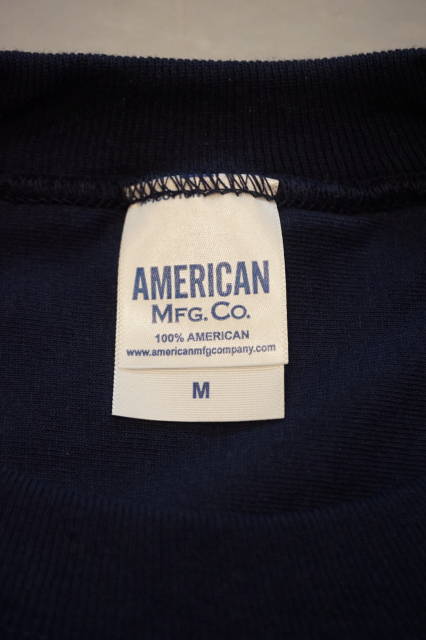 AMERICAN
MFG. CO.
100% AMERICAN
www.americanmfgcompany.com
M